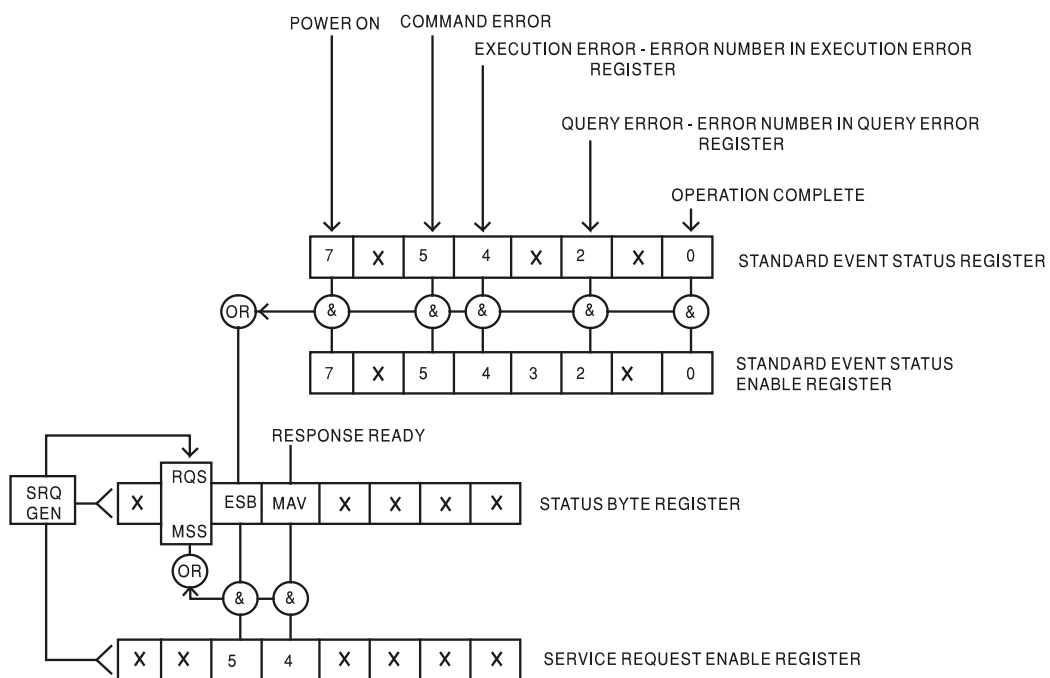 POWER ON
COMMAND ERROR
EXECUTION ERROR - ERROR NUMBER IN EXECUTION ERROR
REGISTER
QUERY ERROR - ERROR NUMBER IN QUERY ERROR
REGISTER
OPERATION COMPLETE
7 X 5 4 X 2 X 0
STANDARD EVENT STATUS REGISTER
OR & & & & &
7 X 5 4 3 2 X 0
STANDARD EVENT STATUS
ENABLE REGISTER
RESPONSE READY
SRQ
GEN
X RQS MSS ESB MAV X X X X
STATUS BYTE REGISTER
OR & &
X X 5 4 X X X X
SERVICE REQUEST ENABLE REGISTER